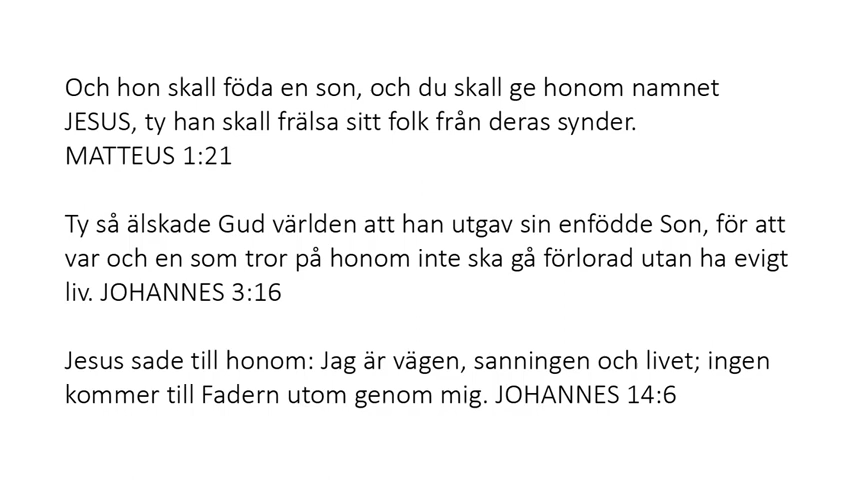 Och hon skall föda en son, och du skall ge honom namnet
JESUS, ty han skall frälsa sitt folk från deras synder.
MATTEUS 1:21
Ty så älskade Gud världen att han utgav sin enfödde Son, för att
var och en som tror på honom inte ska gå förlorad utan ha evigt
liv. JOHANNES 3:16
Jesus sade till honom: Jag är vägen, sanningen och livet; ingen
kommer till Fadern utom genom mig. JOHANNES 14:6